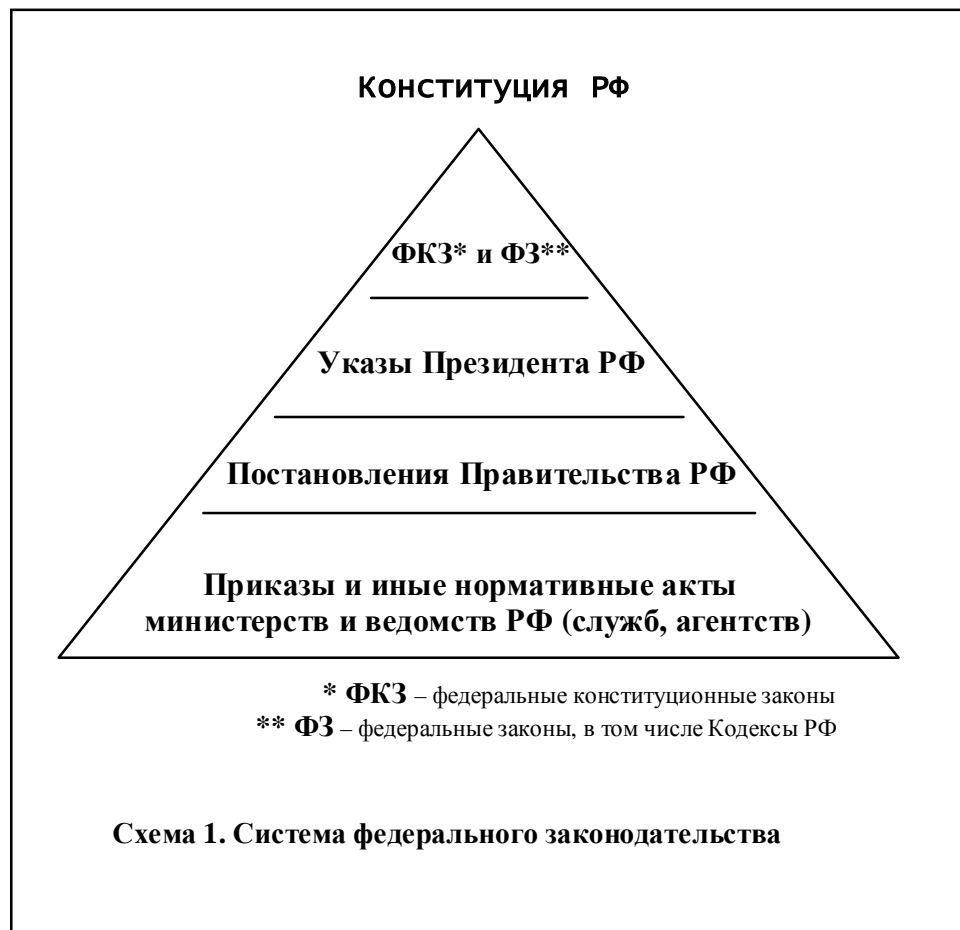 Конституция РФ
ФКЗ* и ФЗ**
Указы Президента РФ
Постановления Правительства РФ
Приказы и иные нормативные акты
министерств и ведомств РФ (служб, агентств)
* ФКЗ – федеральные конституционные законы
** ФЗ – федеральные законы, в том числе Кодексы РФ
Схема 1. Система федерального законодательства